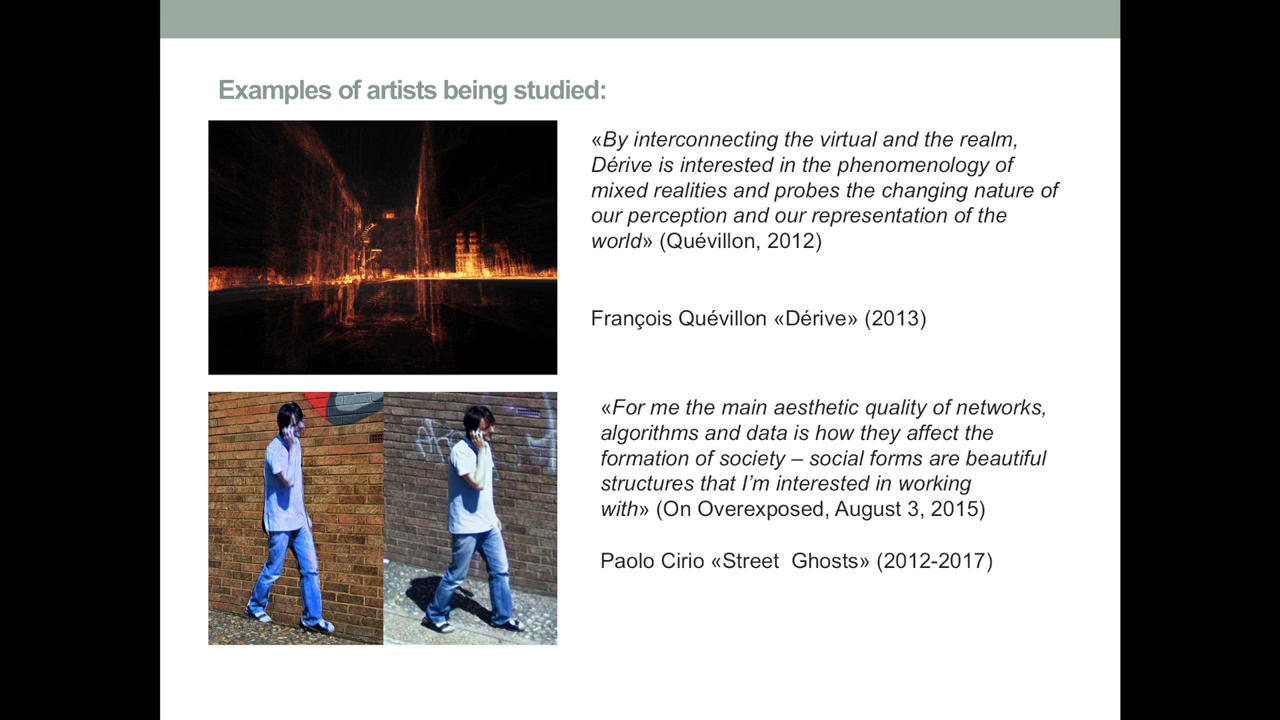 Examples of artists being studied:
«By interconnecting the virtual and the realm,
Dérive is interested in the phenomenology of
mixed realities and probes the changing nature of
our perception and our representation of the
world» (Quévillon, 2012)
François Quévillon «Dérive» (2013)
«For me the main aesthetic quality of networks,
algorithms and data is how they affect the
formation of society – social forms are beautiful
structures that I’m interested in working
with» (On Overexposed, August 3, 2015)
Paolo Cirio «Street  Ghosts» (2012-2017)